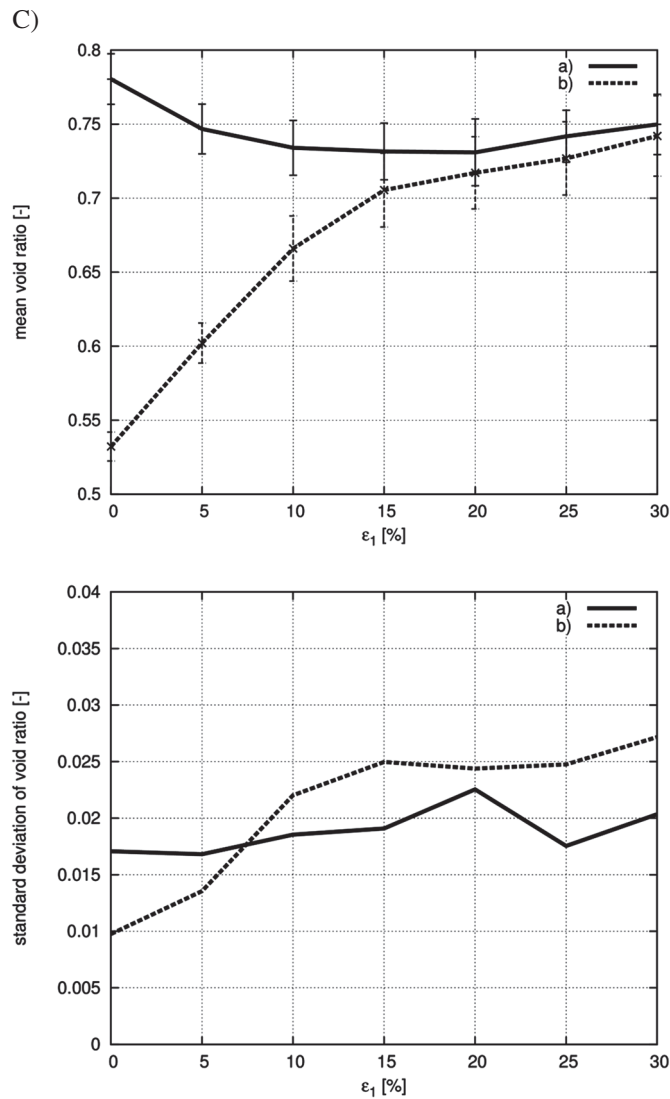 C)
0.8
0.75
0.7
0.65
0.6
0.55
0.5
mean void ratio [-]
a)
b)
0 5 10 15 20 25 30
ε1 [%]
0.04
0.035
0.03
0.025
0.02
0.015
0.01
0.005
0
standard deviation of void ratio [-]
a)
b)
0 5 10 15 20 25 30
ε1 [%]